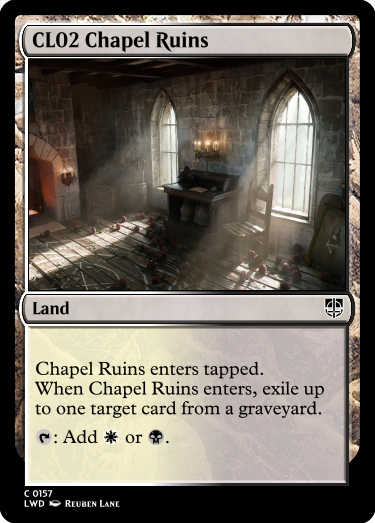 CL02 Chapel Ruins
Land
Chapel Ruins enters tapped.
When Chapel Ruins enters, exile up
to one target card from a graveyard.
: Add or .
C 0157
LWD Reuben Lane